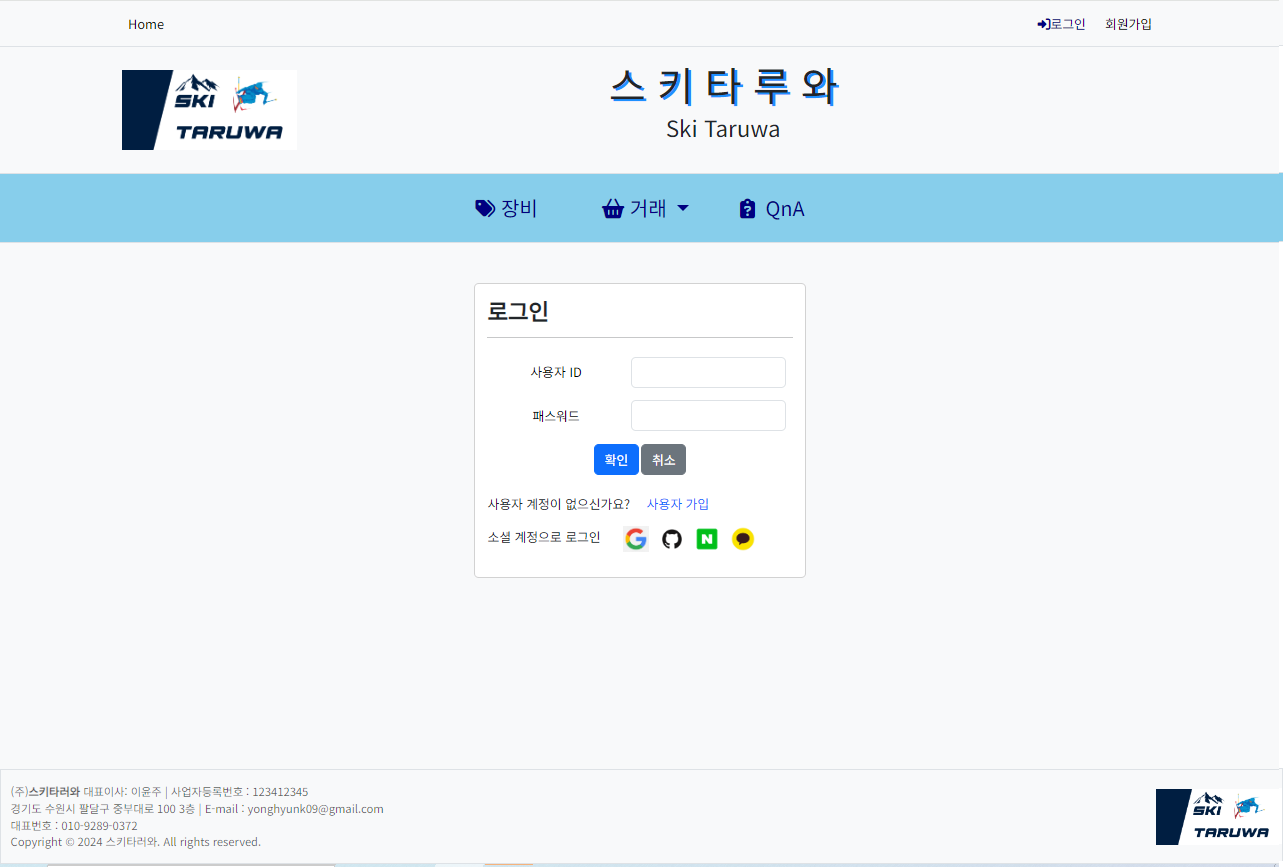 Home
로그인 회원가입
SKI
TARUWA
스 키 타 루 와
Ski Taruwa
장비 거래 QnA
로그인
사용자 ID
패스워드
확인 취소
사용자 계정이 없으신가요? 사용자 가입
소셜 계정으로 로그인
N
(주)스키타러와 대표이사: 이윤주 | 사업자등록번호 : 123412345
경기도 수원시 팔달구 중부대로 100 3층 | E-mail : yonghyunk09@gmail.com
대표번호 : 010-9289-0372
Copyright © 2024 스키타러와. All rights reserved.
SKI
TARUWA